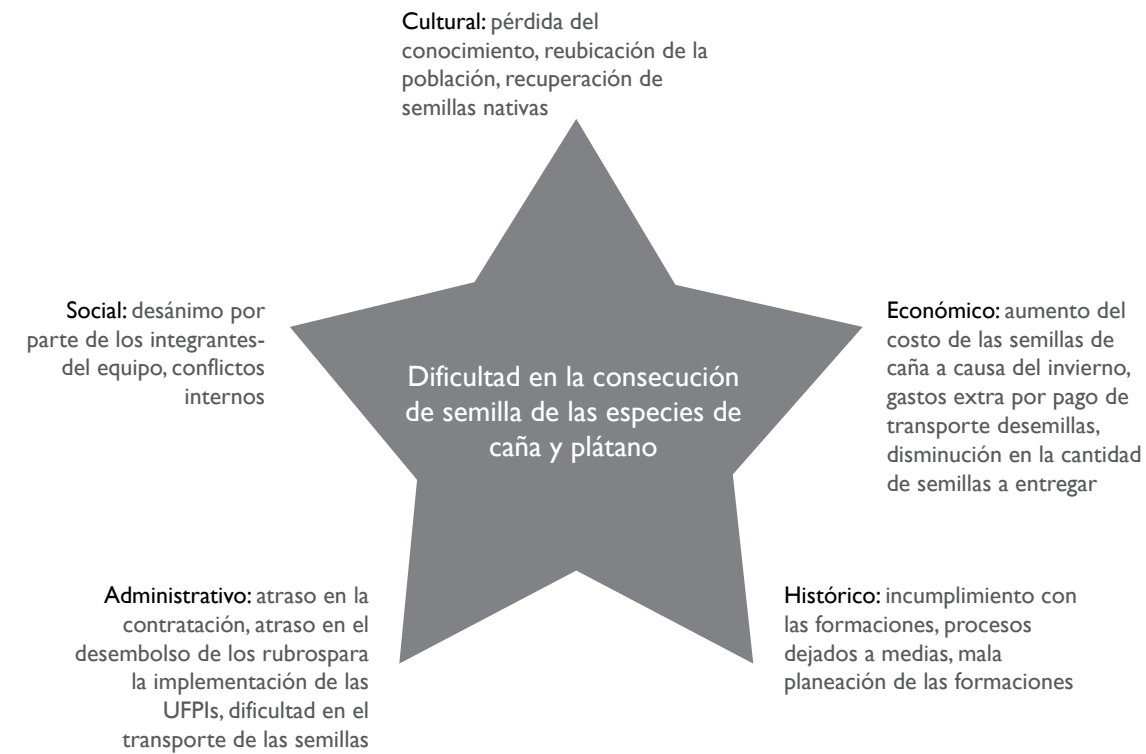 Cultural: pérdida del
conocimiento, reubicación de la
población, recuperación de
semillas nativas
Social: desánimo por
parte de los integrantes-
del equipo, conflictos
internos
Dificultad en la consecución
de semilla de las especies de
caña y plátano
Económico: aumento del
costo de las semillas de
caña a causa del invierno,
gastos extra por pago de
transporte desemillas,
disminución en la cantidad
de semillas a entregar
Administrativo: atraso en la
contratación, atraso en el
desembolso de los rubrospara
la implementación de las
UFPIs, dificultad en el
transporte de las semillas
Histórico: incumplimiento con
las formaciones, procesos
dejados a medias, mala
planeación de las formaciones